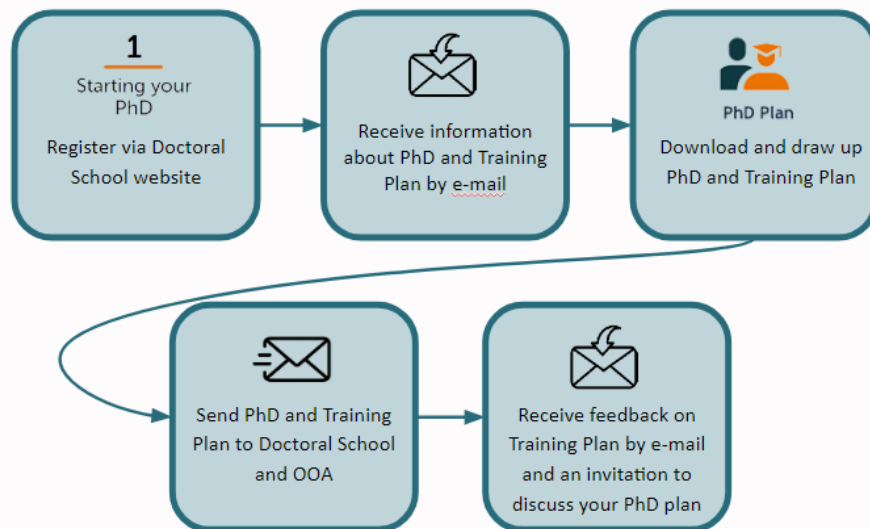 1
Starting your
PhD
Register via Doctoral
School website
Receive information
about PhD and Training
Plan by e-mail
PhD Plan
Download and draw up
PhD and Training Plan
Send PhD and Training
Plan to Doctoral School
and OOA
Receive feedback on
Training Plan by e-mail
and an invitation to
discuss your PhD plan